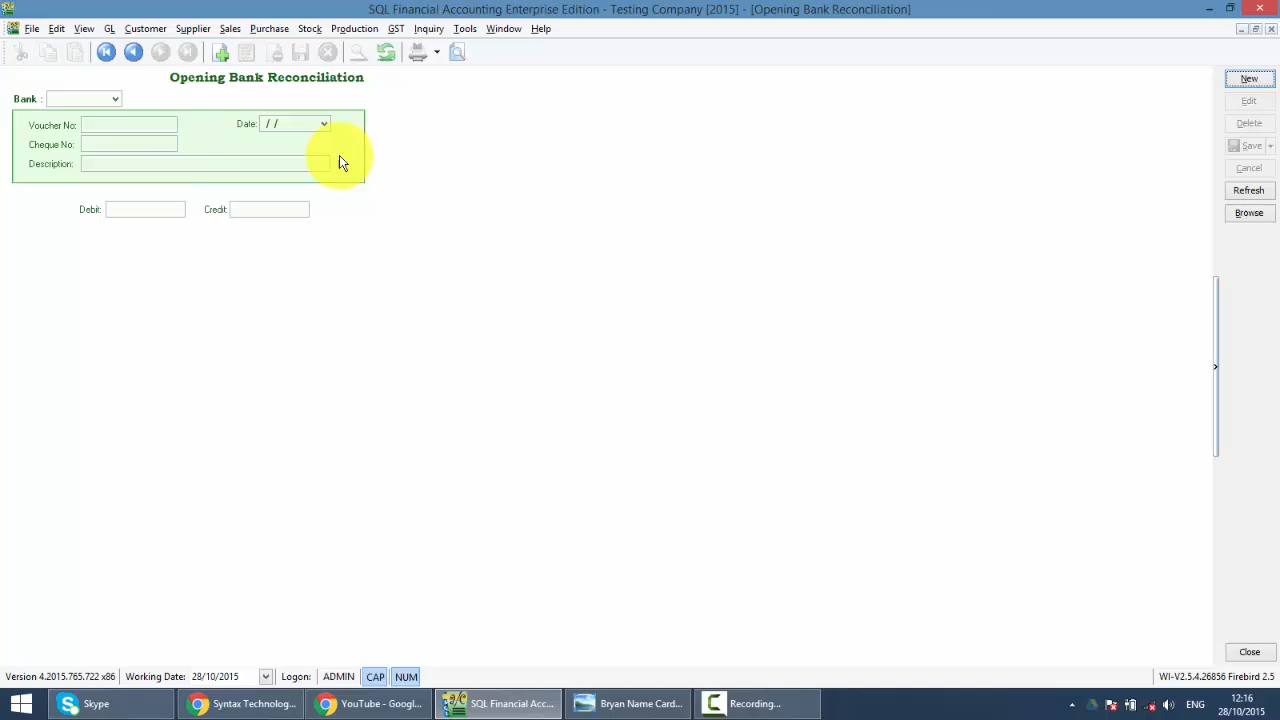 SQL Financial Accounting Enterprise Edition - Testing Company [2015] - [Opening Bank Reconciliation]
File Edit View GL Customer Supplier Sales Purchase Stock Production GST Inquiry Tools Window Help
Opening Bank Reconciliation
New
Bank :
Edit
Voucher No: Date: / /
Delete
Cheque No:
Save
Description:
Cancel
Refresh
Debit: Credit:
Browse
Close
Version 4.2015.765.722 x86 Working Date: 28/10/2015 Logon: ADMIN CAP NUM WI-V2.5.4.26856 Firebird 2.5
Skype Syntax Technolog... YouTube - Googl... SQL Financial Acc... Bryan Name Card... Recording... ENG 12:16
28/10/2015